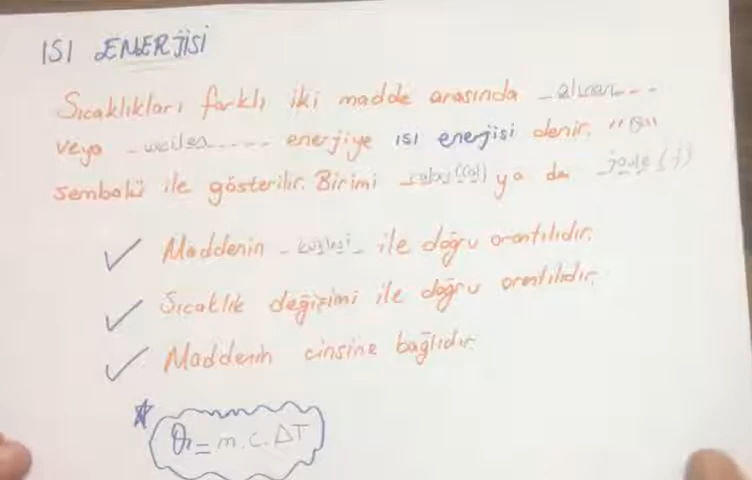 ISI ENERJİSİ
Sıcaklıkları farklı iki madde arasında alınan
veya verilen enerjiye ısı enerjisi denir. "Q"
sembolü ile gösterilir. Birimi kalori (cal) ya da joule (J)
Maddenin kütlesi ile doğru orantılıdır.
Sıcaklık değişimi ile doğru orantılıdır.
Maddenin cinsine bağlıdır.
Q = m.c.ΔT